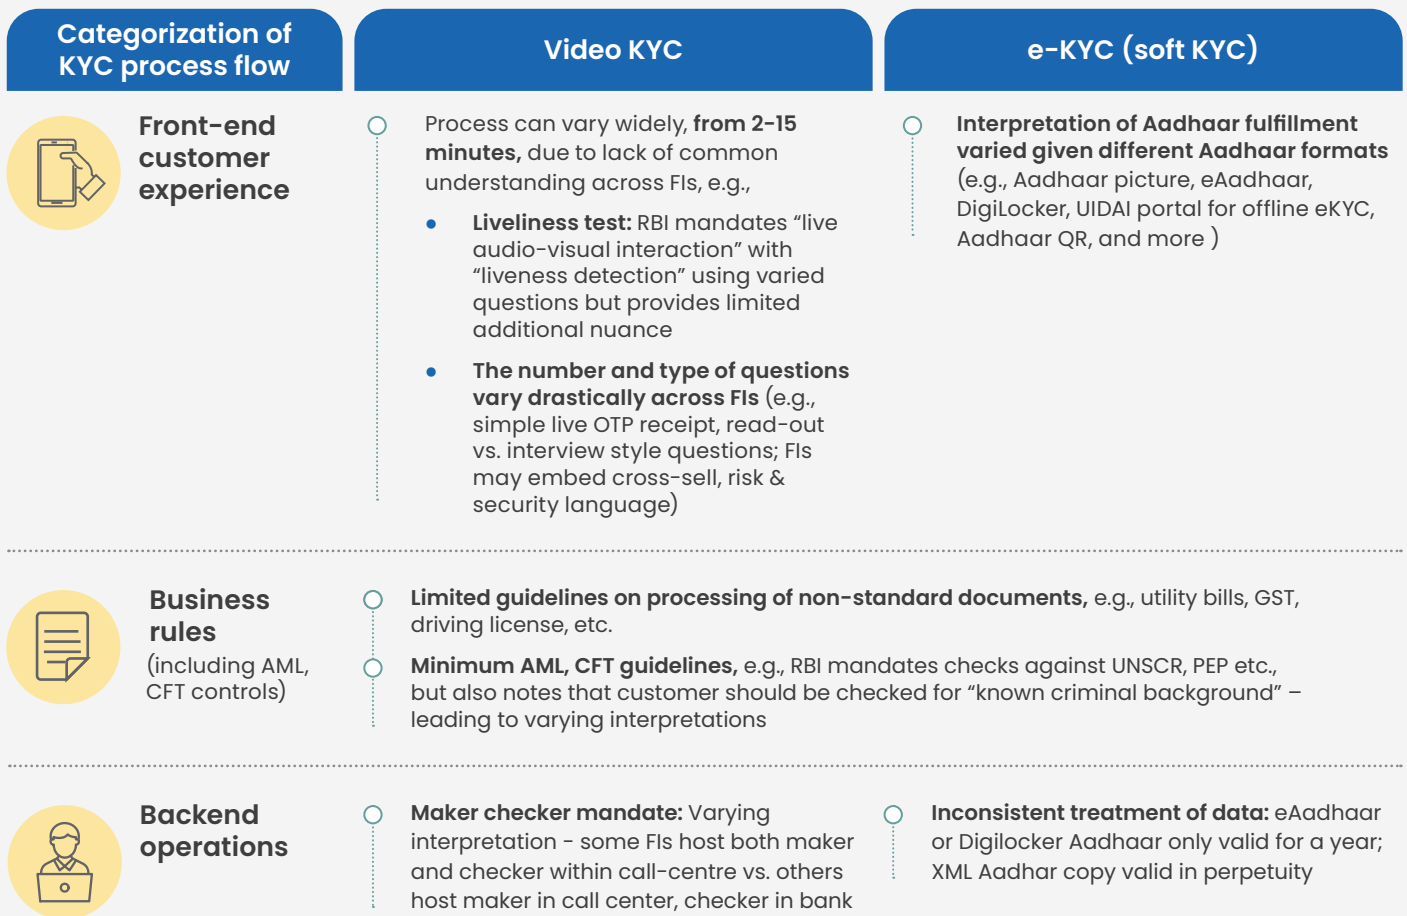 Categorization of
KYC process flow
Video KYC
e-KYC (soft KYC)
Front-end
customer
experience
Process can vary widely, from 2-15
minutes, due to lack of common
understanding across FIs, e.g.,
Liveliness test: RBI mandates “live
audio-visual interaction” with
“liveness detection” using varied
questions but provides limited
additional nuance
The number and type of questions
vary drastically across FIs (e.g.,
simple live OTP receipt, read-out
vs. interview style questions; FIs
may embed cross-sell, risk &
security language)
Interpretation of Aadhaar fulfillment
varied given different Aadhaar formats
(e.g., Aadhaar picture, eAadhaar,
DigiLocker, UIDAI portal for offline eKYC,
Aadhaar QR, and more )
Business
rules
(including AML,
CFT controls)
Limited guidelines on processing of non-standard documents, e.g., utility bills, GST,
driving license, etc.
Minimum AML, CFT guidelines, e.g., RBI mandates checks against UNSCR, PEP etc.,
but also notes that customer should be checked for “known criminal background” –
leading to varying interpretations
Backend
operations
Maker checker mandate: Varying
interpretation - some FIs host both maker
and checker within call-centre vs. others
host maker in call center, checker in bank
Inconsistent treatment of data: eAadhaar
or Digilocker Aadhaar only valid for a year;
XML Aadhar copy valid in perpetuity